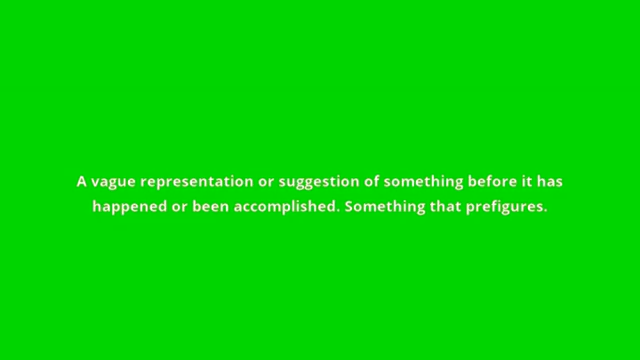 A vague representation or suggestion of something before it has
happened or been accomplished. Something that prefigures.